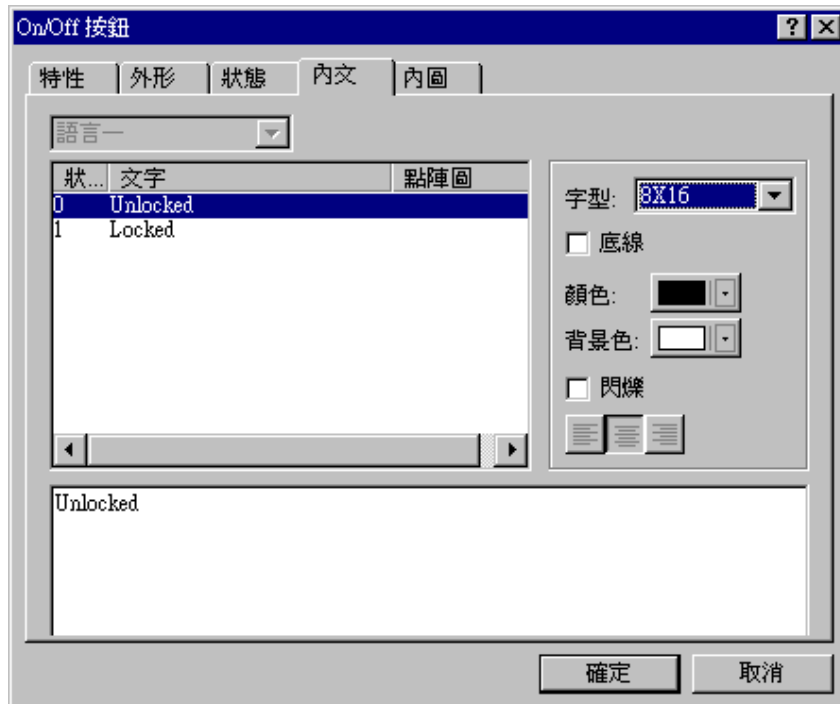 On/Off 按鈕
特性 外形 狀態 內文 內圖
語言一
狀... 文字 點陣圖
0 Unlocked
1 Locked
字型: 8X16
底線
顏色:
背景色:
閃爍
Unlocked
確定 取消